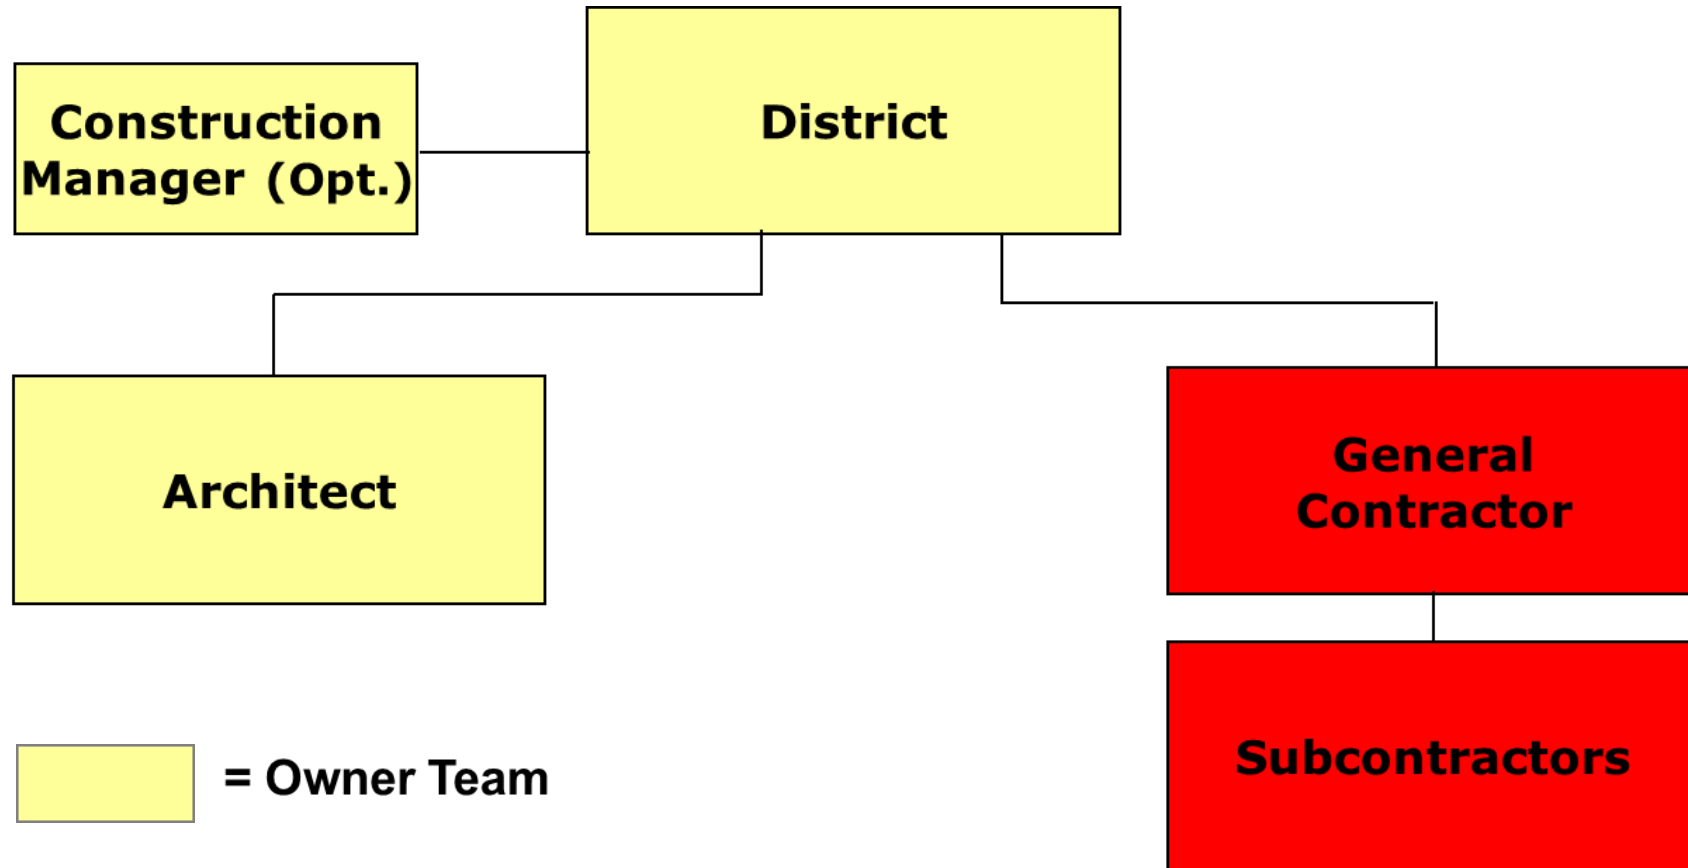 Construction
Manager (Opt.)
District
Architect
General
Contractor
Subcontractors
= Owner Team